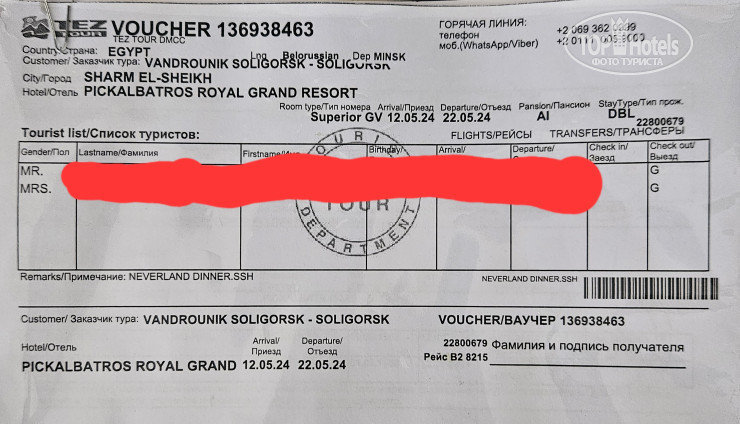 TEZ TOUR VOUCHER 136938463
TEZ TOUR DMCC
ГОРЯЧАЯ ЛИНИЯ:
телефон
моб.(WhatsApp/Viber)
Country/Страна: EGYPT
Lng Belorussian Dep MINSK
Customer/ Заказчик тура: VANDROUNIK SOLIGORSK - SOLIGORSK
City/Город SHARM EL-SHEIKH
Hotel/Отель PICKALBATROS ROYAL GRAND RESORT
TOP Hotels
ФОТО ТУРИСТА
Room type/Тип номера Arrival/Приезд Departure/Отъезд Pansion/Пансион StayType/Тип прож.
Superior GV 12.05.24 22.05.24 AI DBL
22800679
Tourist list/Список туристов:
FLIGHTS/РЕЙСЫ TRANSFERS/ТРАНСФЕРЫ
Gender/Пол Lastname/Фамилия Birthday/ Arrival/ Departure/ Check in/ Заезд Check out/ Выезд
MR. G
MRS. G
TOUR
DEPARTMENT
Remarks/Примечание: NEVERLAND DINNER.SSH
NEVERLAND DINNER.SSH
Customer/ Заказчик тура: VANDROUNIK SOLIGORSK - SOLIGORSK
VOUCHER/ВАУЧЕР 136938463
Hotel/Отель
Arrival/ Приезд Departure/ Отъезд
22800679 Фамилия и подпись получателя
PICKALBATROS ROYAL GRAND 12.05.24 22.05.24
Рейс B2 8215